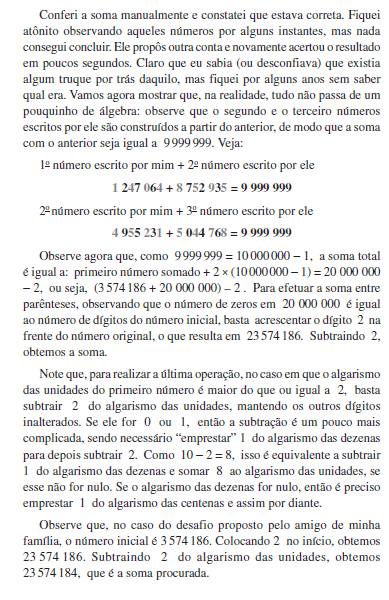 Conferi a soma manualmente e constatei que estava correta. Fiquei
atônito observando aqueles números por alguns instantes, mas nada
consegui concluir. Ele propôs outra conta e novamente acertou o resultado
em poucos segundos. Claro que eu sabia (ou desconfiava) que existia
algum truque por trás daquilo, mas fiquei por alguns anos sem saber
qual era. Vamos agora mostrar que, na realidade, tudo não passa de um
pouquinho de álgebra: observe que o segundo e o terceiro números
escritos por ele são construídos a partir do anterior, de modo que a soma
com o anterior seja igual a 9 999 999. Veja:
1º número escrito por mim + 2º número escrito por ele
1 247 064 + 8 752 935 = 9 999 999
2º número escrito por mim + 3º número escrito por ele
4 955 231 + 5 044 768 = 9 999 999
Observe agora que, como 9 999 999 = 10 000 000 − 1, a soma total
é igual a: primeiro número somado + 2 × (10 000 000 − 1) = 20 000 000
− 2, ou seja, (3 574 186 + 20 000 000) − 2 . Para efetuar a soma entre
parênteses, observando que o número de zeros em 20 000 000 é igual
ao número de dígitos do número inicial, basta acrescentar o dígito 2 na
frente do número original, o que resulta em 23 574 186. Subtraindo 2,
obtemos a soma.
Note que, para realizar a última operação, no caso em que o algarismo
das unidades do primeiro número é maior do que ou igual a 2, basta
subtrair 2 do algarismo das unidades, mantendo os outros dígitos
inalterados. Se ele for 0 ou 1, então a subtração é um pouco mais
complicada, sendo necessário “emprestar” 1 do algarismo das dezenas
para depois subtrair 2. Como 10 − 2 = 8, isso é equivalente a subtrair
1 do algarismo das dezenas e somar 8 ao algarismo das unidades, se
esse não for nulo. Se o algarismo das dezenas for nulo, então é preciso
emprestar 1 do algarismo das centenas e assim por diante.
Observe que, no caso do desafio proposto pelo amigo de minha
família, o número inicial é 3 574 186. Colocando 2 no início, obtemos
23 574 186. Subtraindo 2 do algarismo das unidades, obtemos
23 574 184, que é a soma procurada.